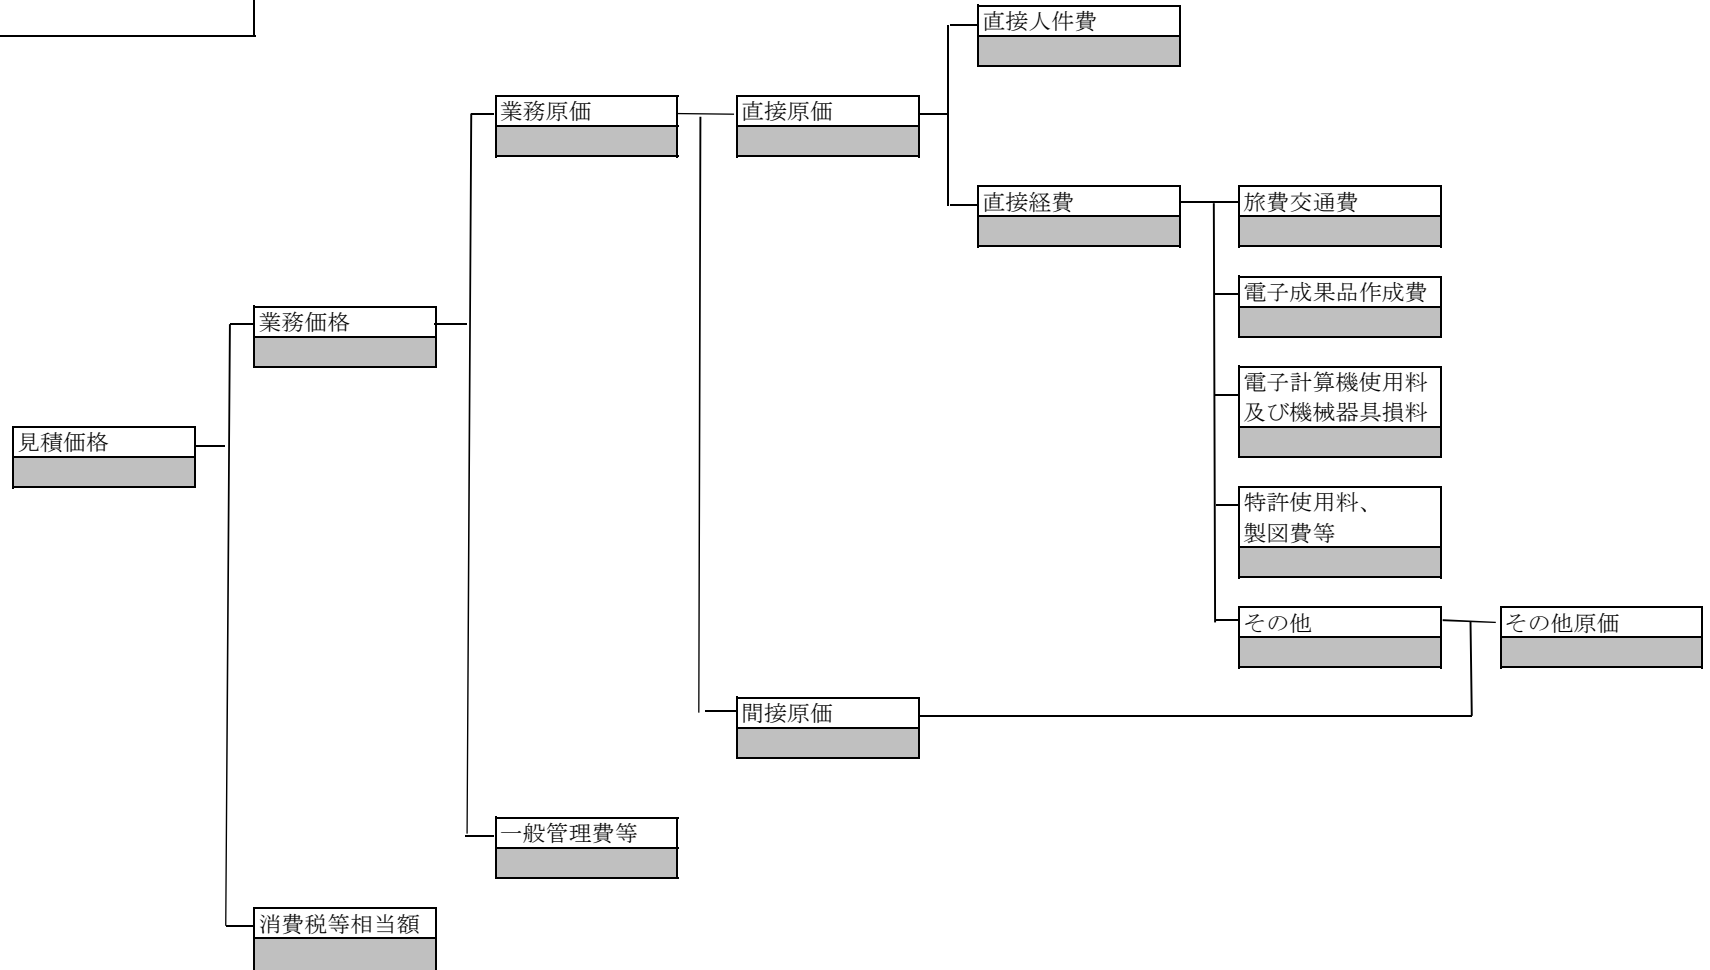 直接人件費
業務原価
直接原価
直接経費
旅費交通費
電子成果品作成費
業務価格
電子計算機使用料
及び機械器具損料
見積価格
特許使用料、
製図費等
その他
その他原価
間接原価
一般管理費等
消費税等相当額